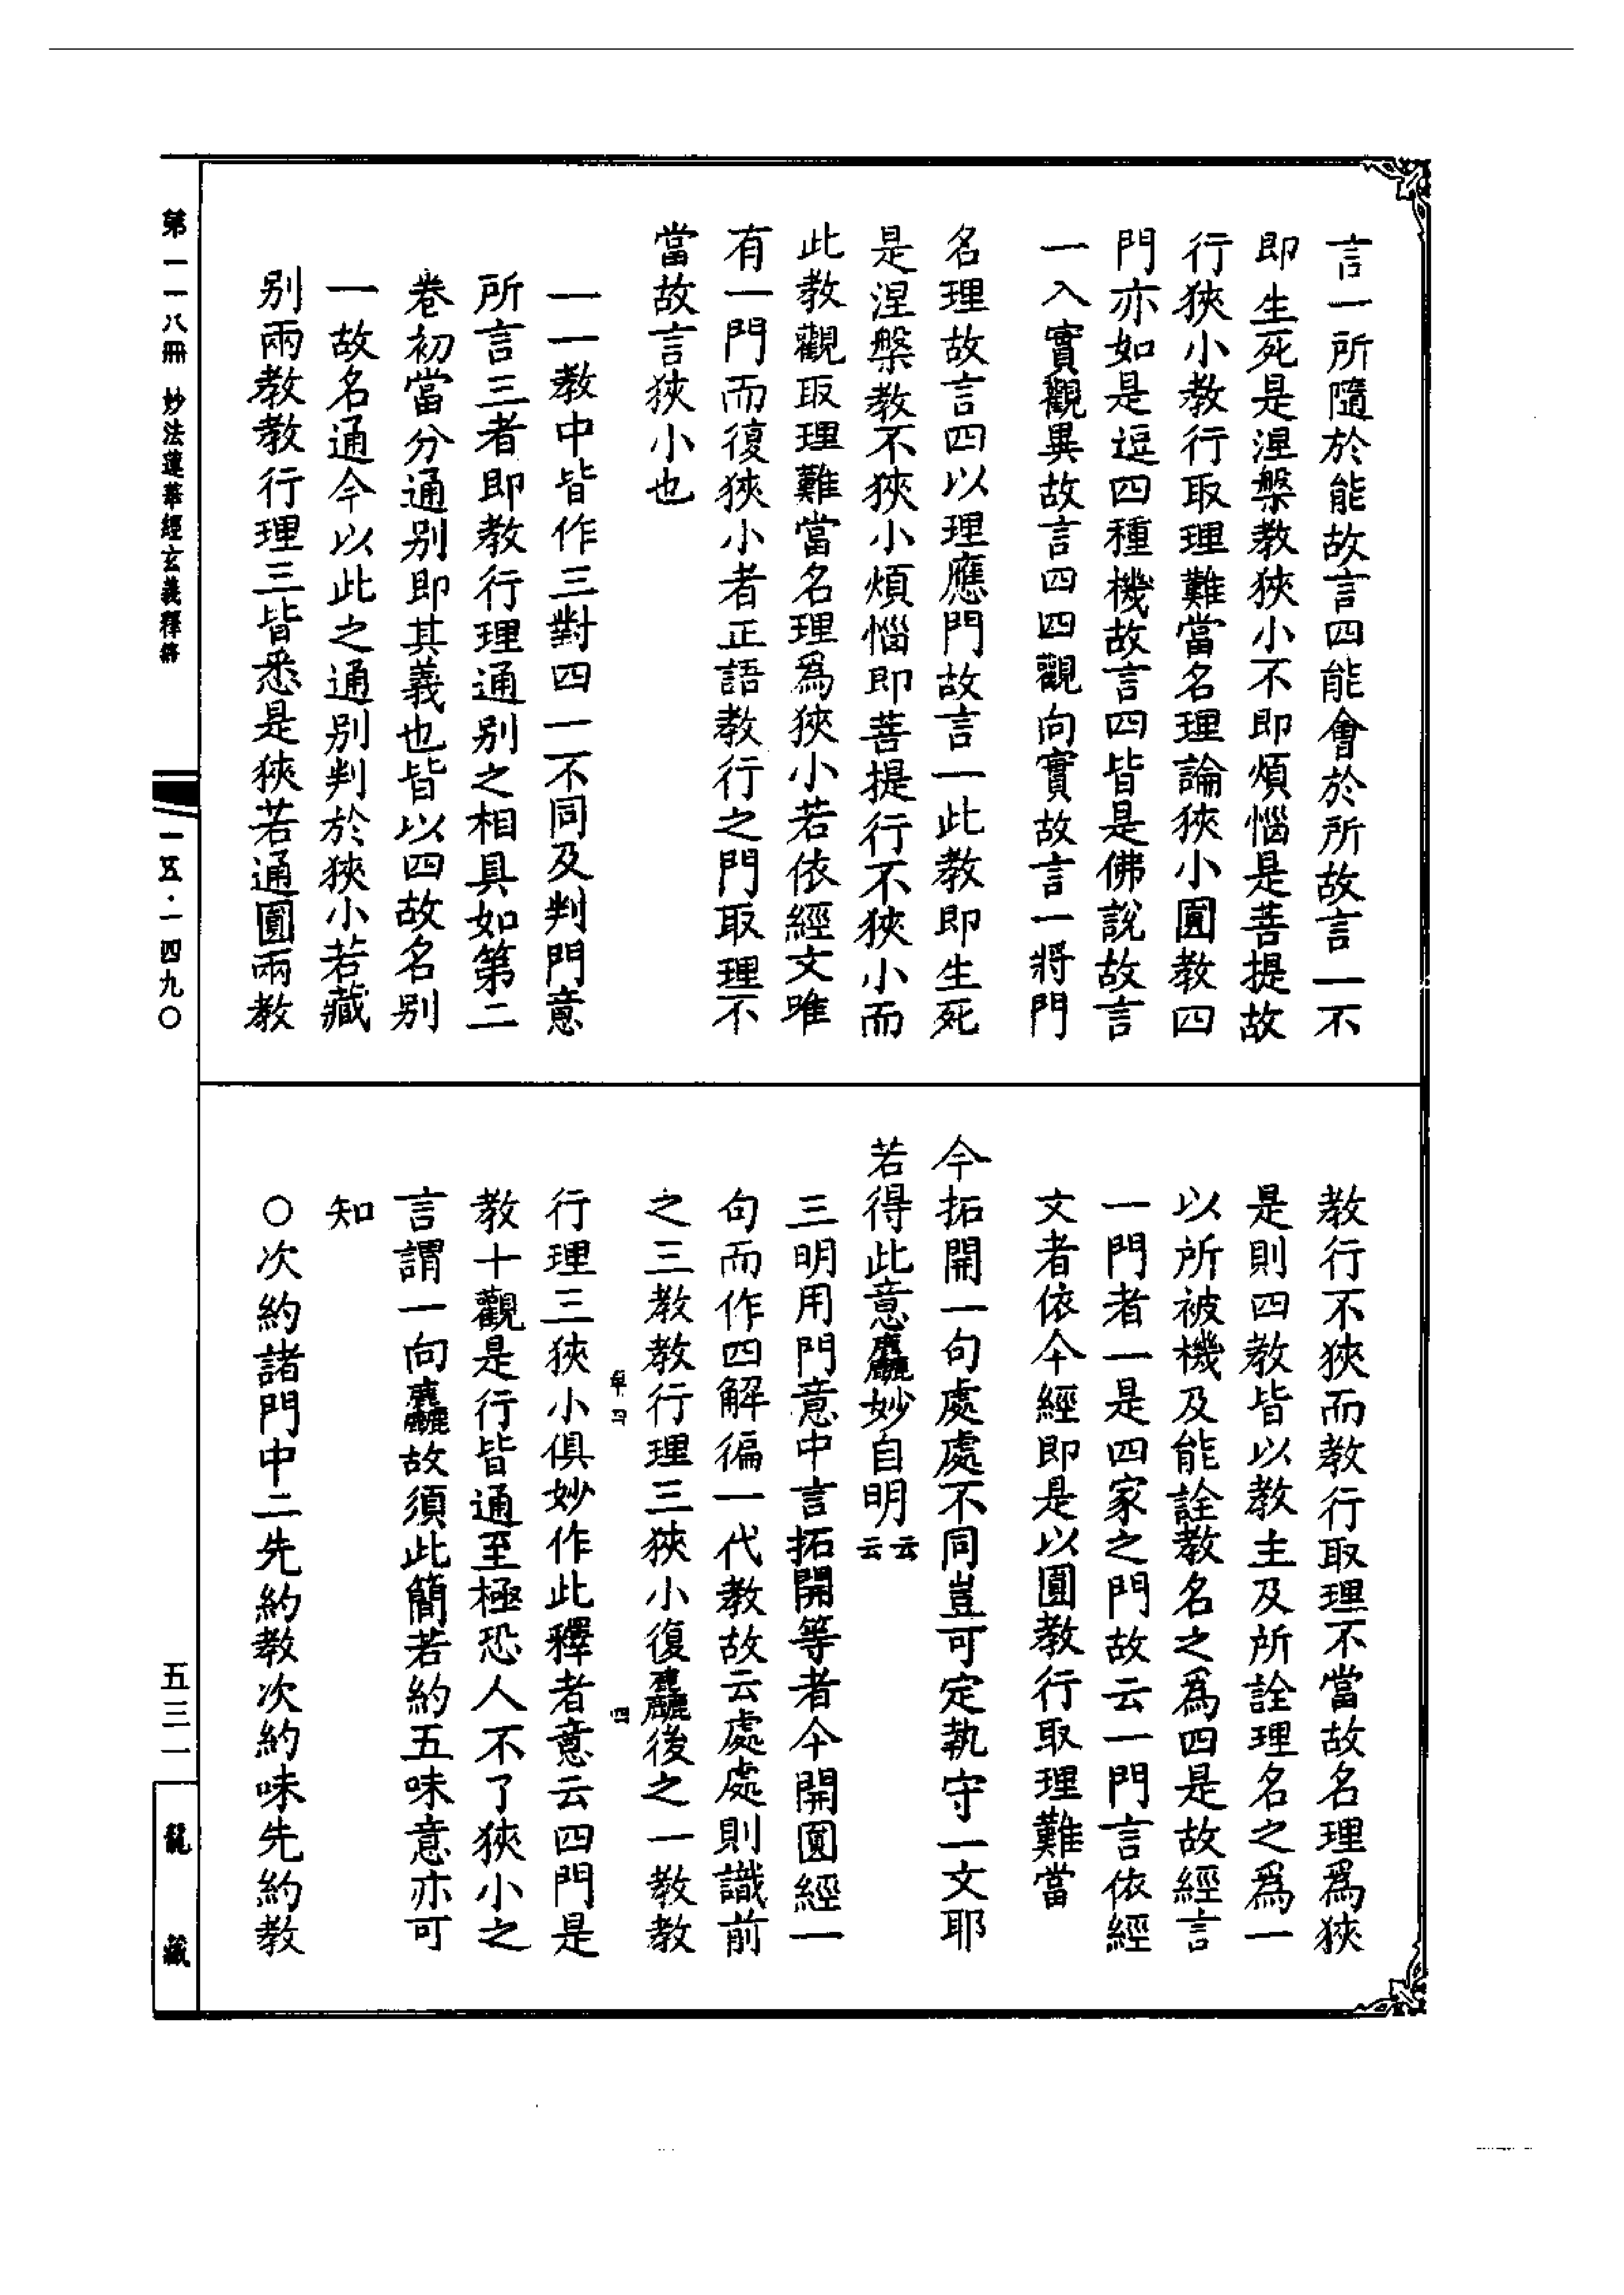 言一所隨於能故言四能會於所故言一不
即生死是涅槃教狹小不即煩惱是菩提故
行狹小教行取理難當名理論狹小圓教四
門亦如是逗四種機故言四皆是佛說故言
一入實觀異故言四四觀向實故言一將門
名理故言四以理應門故言一此教即生死
是涅槃教不狹小煩惱即菩提行不狹小而
此教觀取理難當名理爲狹小若依經文唯
有一門而復狹小者正語教行之門取理不
當故言狹小也
一一教中皆作三對四一不同及判門意
所言三者即教行理通別之相具如第二
卷初當分通別即其義也皆以四故名別
一故名通今以此之通別判於狹小若藏
別兩教教行理三皆悉是狹若通圓兩教
教行不狹而教行取理不當故名理爲狹
是則四教皆以教主及所詮理名之爲一
以所被機及能詮教名之爲四是故經言
一門者一是四家之門故云一門言依經
文者依今經即是以圓教行取理難當
今拓開一句處處不同豈可定執守一文耶
若得此意麤妙自明云云
三明用門意中言拓開等者今開圓經一
句而作四解徧一代教故云處處則識前
之三教教行理三狹小復麤後之一教教
行理三狹小俱妙作此釋者意云四門是
教十觀是行皆通至極恐人不了狹小之
言謂一向麤故須此簡若約五味意亦可
知
○次約諸門中二先約教次約味先約教
第一一八冊 妙法蓮華經玄義釋籤
一五·一四九○
五三一
龍藏